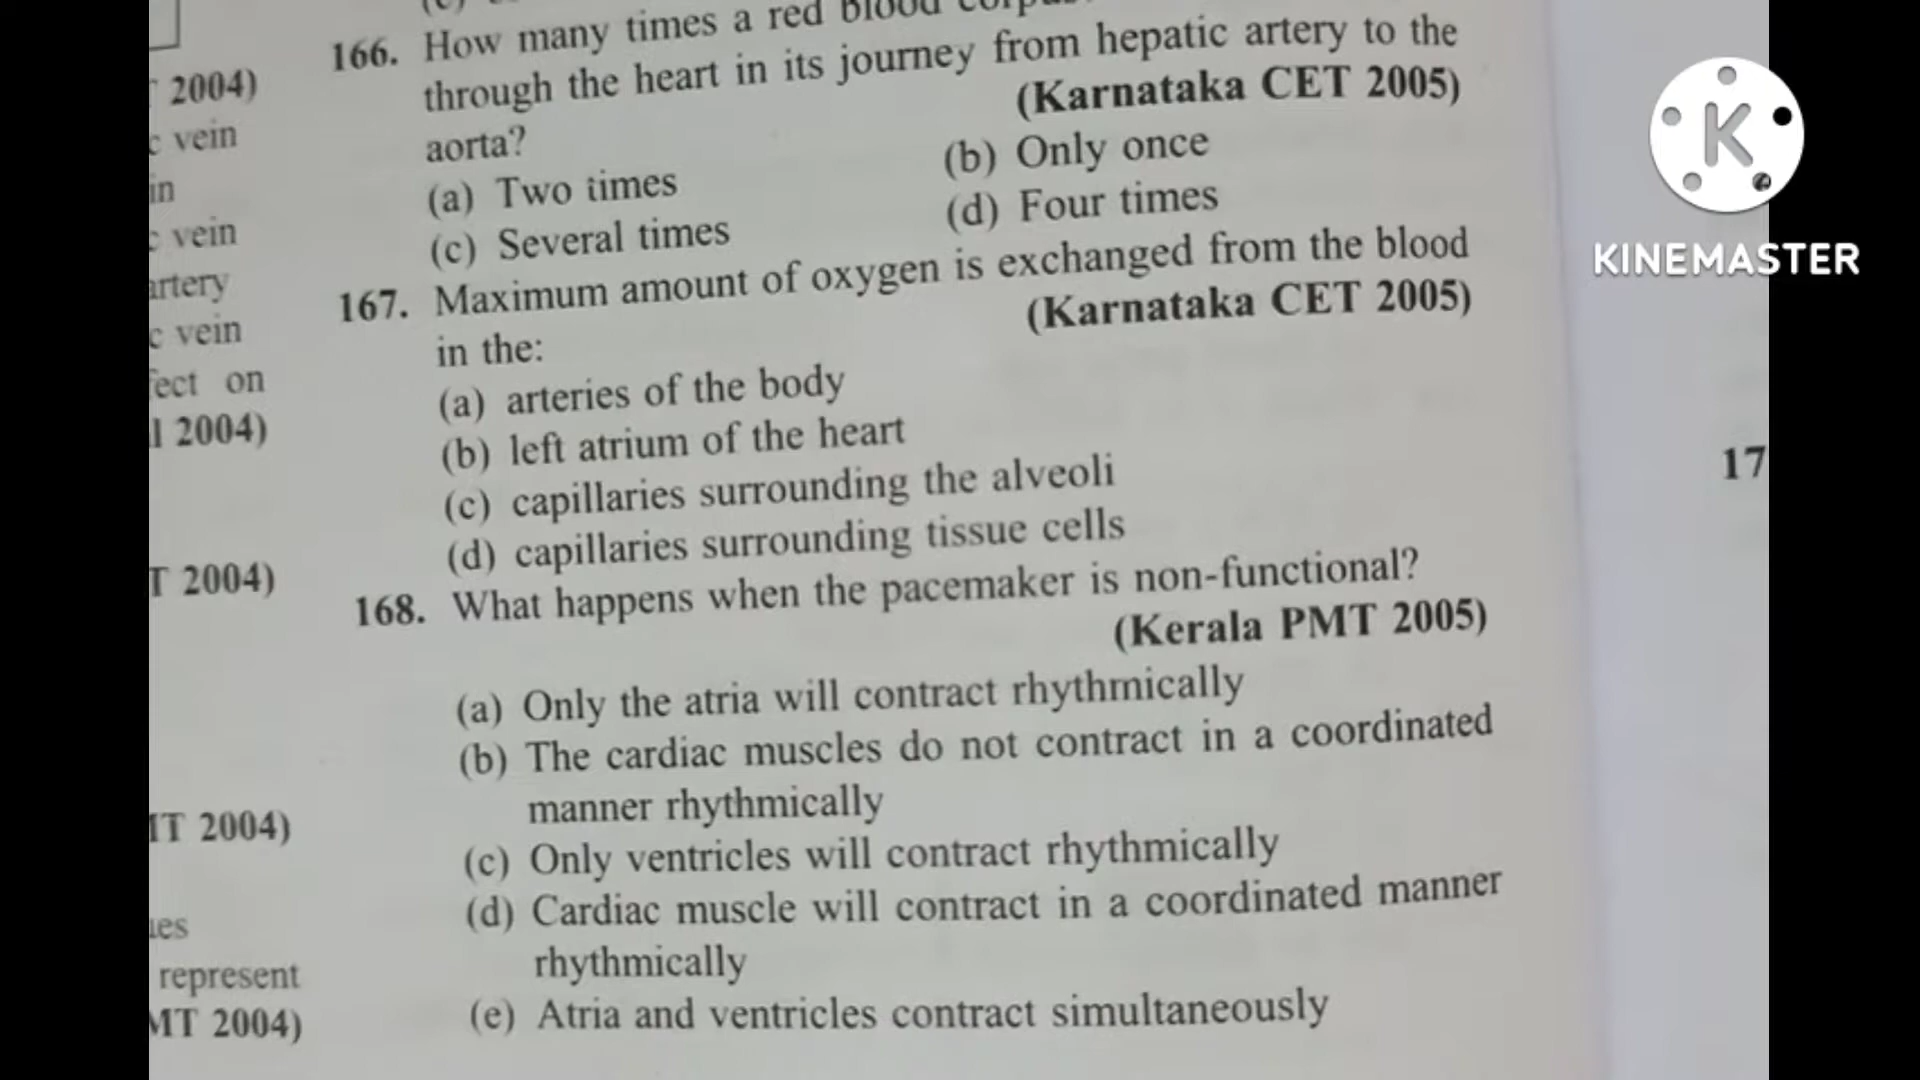 2004)
vein
in
vein
artery
vein
on
2004)
T 2004)
2004)
represent
2004)
166. How many times a red blood
through the heart in its journey from hepatic artery to the
aorta?
(Karnataka CET 2005)
(a) Two times
(b) Only once
(c) Several times
(d) Four times
167. Maximum amount of oxygen is exchanged from the blood
in the:
(Karnataka CET 2005)
(a) arteries of the body
(b) left atrium of the heart
(c) capillaries surrounding the alveoli
(d) capillaries surrounding tissue cells
168. What happens when the pacemaker is non-functional?
(Kerala PMT 2005)
(a) Only the atria will contract rhythmically
(b) The cardiac muscles do not contract in a coordinated
manner rhythmically
(c) Only ventricles will contract rhythmically
(d) Cardiac muscle will contract in a coordinated manner
rhythmically
(e) Atria and ventricles contract simultaneously
17
K
KINEMASTER